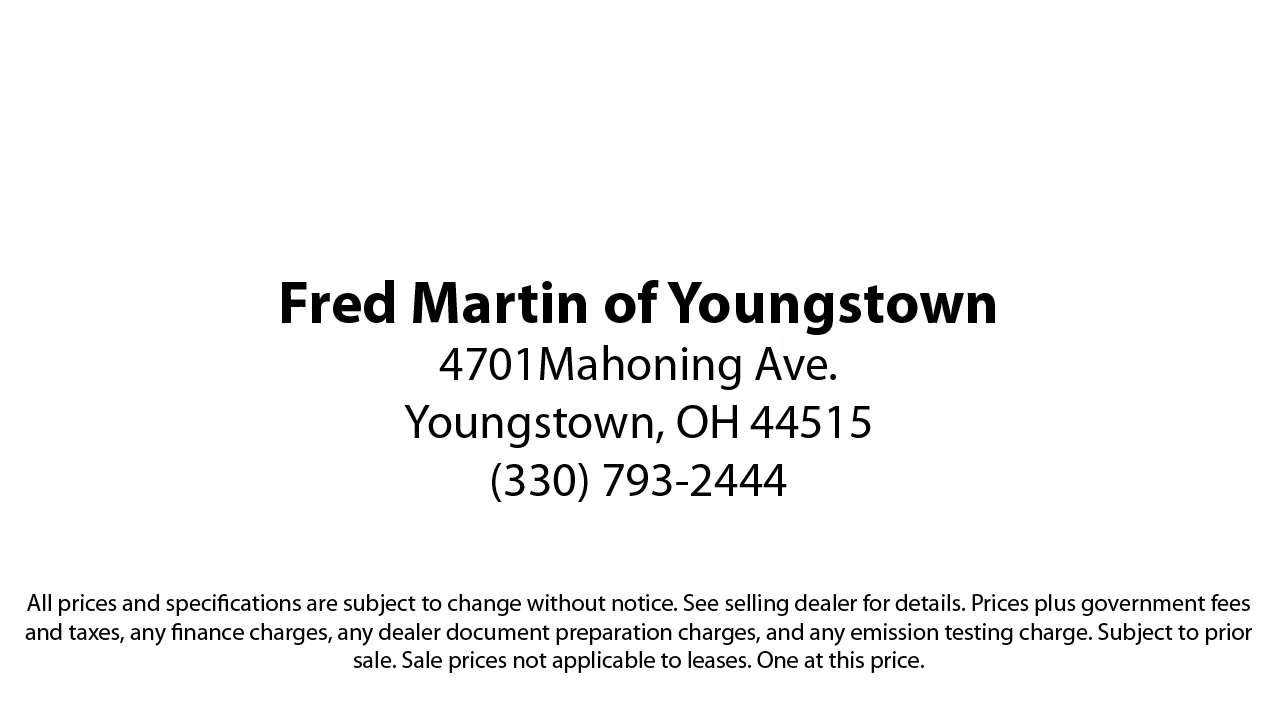 Fred Martin of Youngstown
4701Mahoning Ave.
Youngstown, OH 44515
(330) 793-2444
All prices and specifications are subject to change without notice. See selling dealer for details. Prices plus government fees
and taxes, any finance charges, any dealer document preparation charges, and any emission testing charge. Subject to prior
sale. Sale prices not applicable to leases. One at this price.